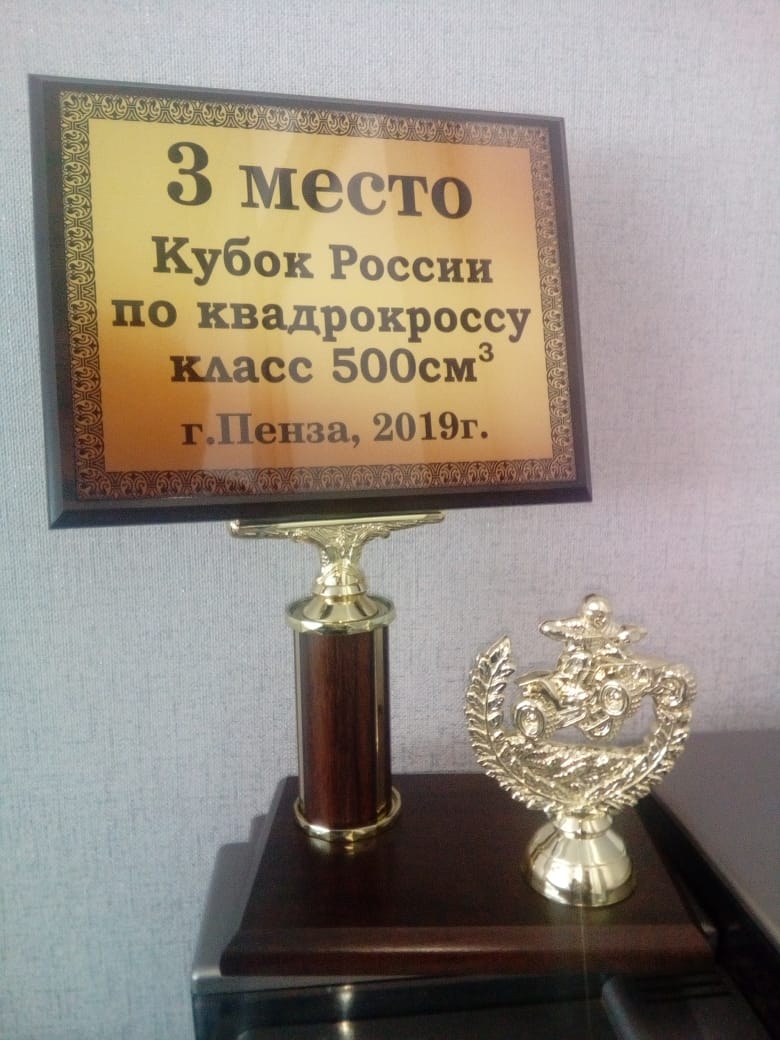 3 место
Кубок России
по квадрокроссу
класс 500см³
г.Пенза, 2019г.